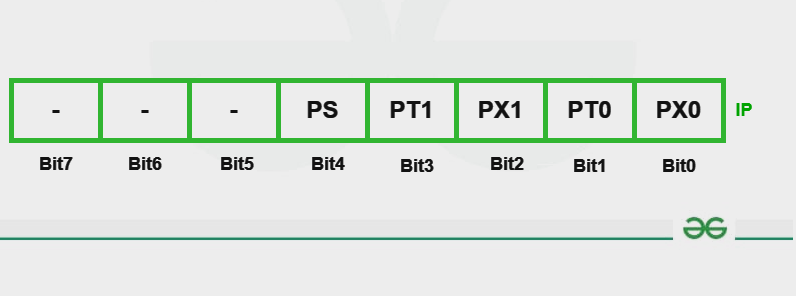 - - - PS PT1 PX1 PT0 PX0 IP
Bit7 Bit6 Bit5 Bit4 Bit3 Bit2 Bit1 Bit0